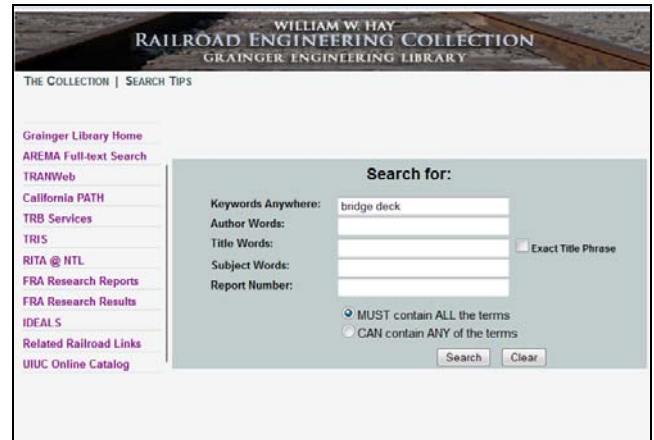 WILLIAM W. HAY
RAILROAD ENGINEERING COLLECTION
GRAINGER ENGINEERING LIBRARY
THE COLLECTION | SEARCH TIPS
Grainger Library Home
AREMA Full-text Search
TRANWeb
California PATH
TRB Services
TRIS
RITA @ NTL
FRA Research Reports
FRA Research Results
IDEALS
Related Railroad Links
UIUC Online Catalog
Search for:
Keywords Anywhere: bridge deck
Author Words:
Title Words: Exact Title Phrase
Subject Words:
Report Number:
MUST contain ALL the terms
CAN contain ANY of the terms
Search Clear